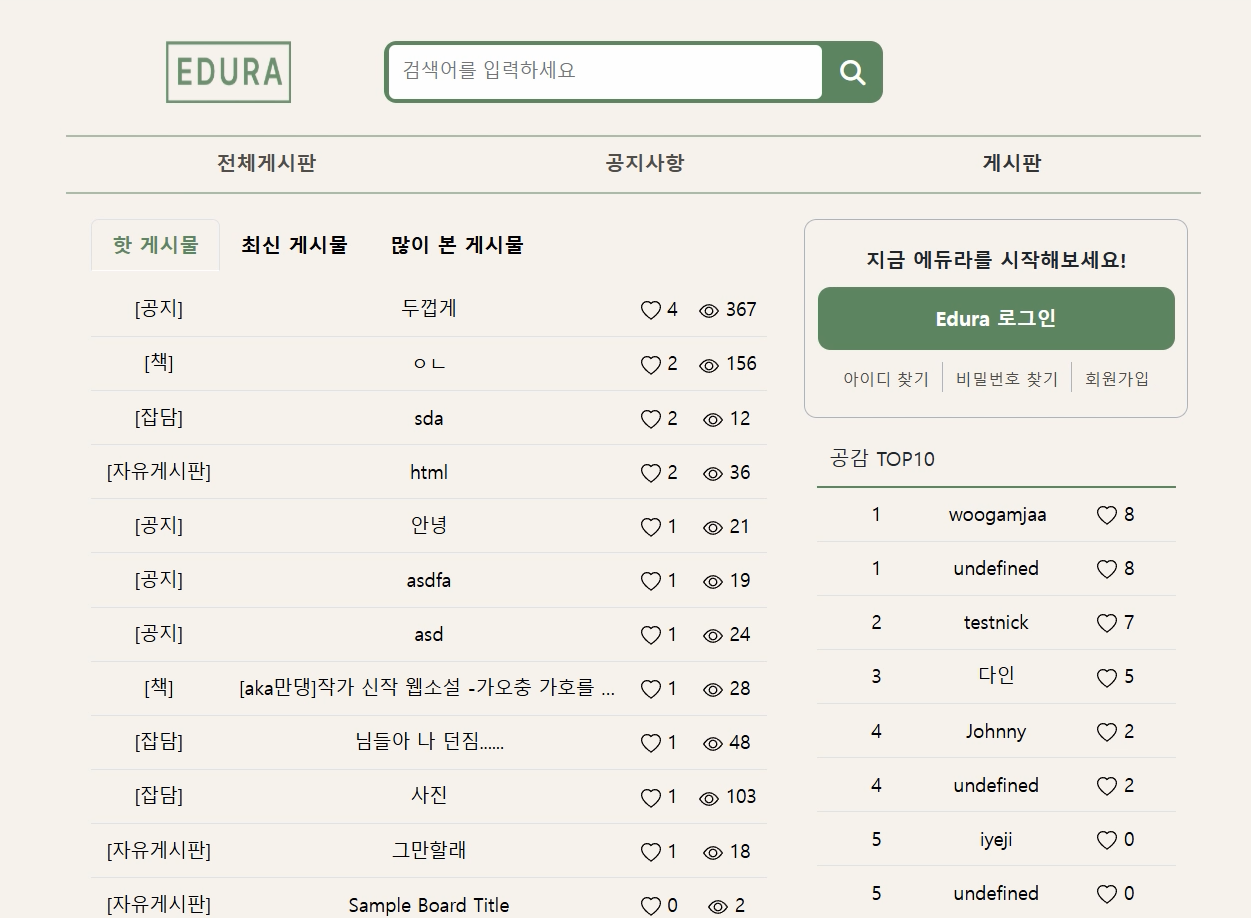 EDURA
검색어를 입력하세요
전체게시판 공지사항 게시판
핫 게시물 최신 게시물 많이 본 게시물
[공지] 두껍게 4 367
[책] ㅇㄴ 2 156
[잡담] sda 2 12
[자유게시판] html 2 36
[공지] 안녕 1 21
[공지] asdfa 1 19
[공지] asd 1 24
[책] [aka만댕]작가 신작 웹소설 -가오충 가호를 ... 1 28
[잡담] 님들아 나 던짐...... 1 48
[잡담] 사진 1 103
[자유게시판] 그만할래 1 18
[자유게시판] Sample Board Title 0 2
지금 에듀라를 시작해보세요!
Edura 로그인
아이디 찾기 비밀번호 찾기 회원가입
공감 TOP10
1 woogamjaa 8
1 undefined 8
2 testnick 7
3 다인 5
4 Johnny 2
4 undefined 2
5 iyeji 0
5 undefined 0